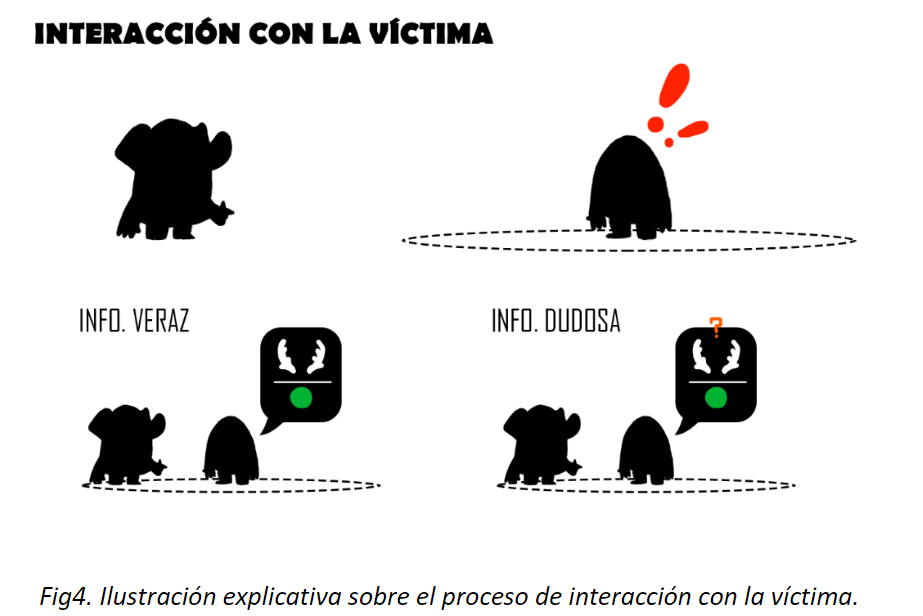 INTERACCIÓN CON LA VÍCTIMA
INFO. VERAZ
INFO. DUDOSA
?
Fig4. Ilustración explicativa sobre el proceso de interacción con la víctima.